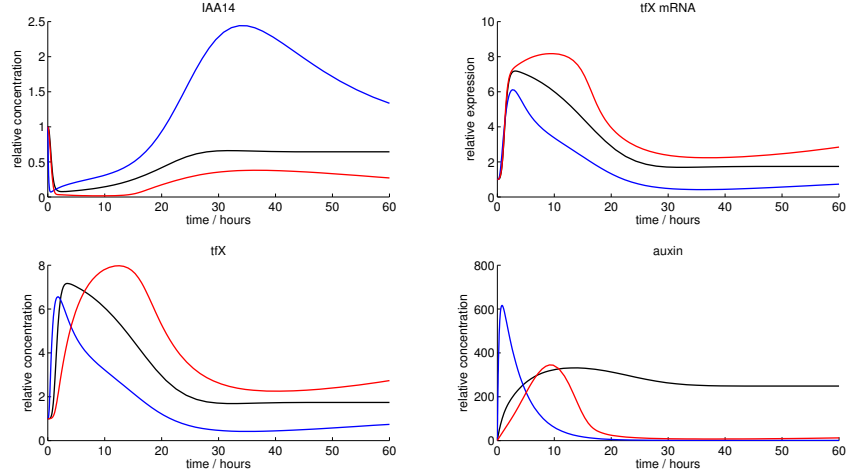 IAA14
relative concentration
2.5
2
1.5
1
0.5
0
0 10 20 30 40 50 60
time / hours
tfX mRNA
relative expression
10
8
6
4
2
0
0 10 20 30 40 50 60
time / hours
tfX
relative concentration
8
6
4
2
0
0 10 20 30 40 50 60
time / hours
auxin
relative concentration
800
600
400
200
0
0 10 20 30 40 50 60
time / hours